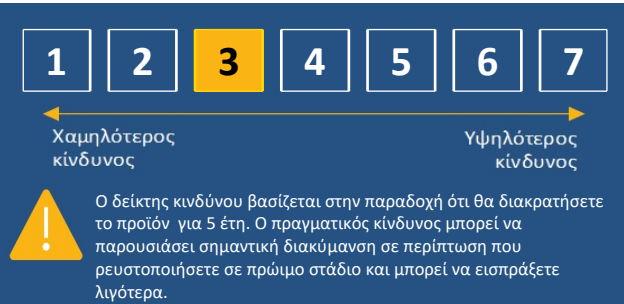 1 2 3 4 5 6 7
Χαμηλότερος Υψηλότερος
κίνδυνος κίνδυνος
Ο δείκτης κινδύνου βασίζεται στην παραδοχή ότι θα διακρατήσετε
το προϊόν για 5 έτη. Ο πραγματικός κίνδυνος μπορεί να
παρουσιάσει σημαντική διακύμανση σε περίπτωση που
ρευστοποιήσετε σε πρώιμο στάδιο και μπορεί να εισπράξετε
λιγότερα.